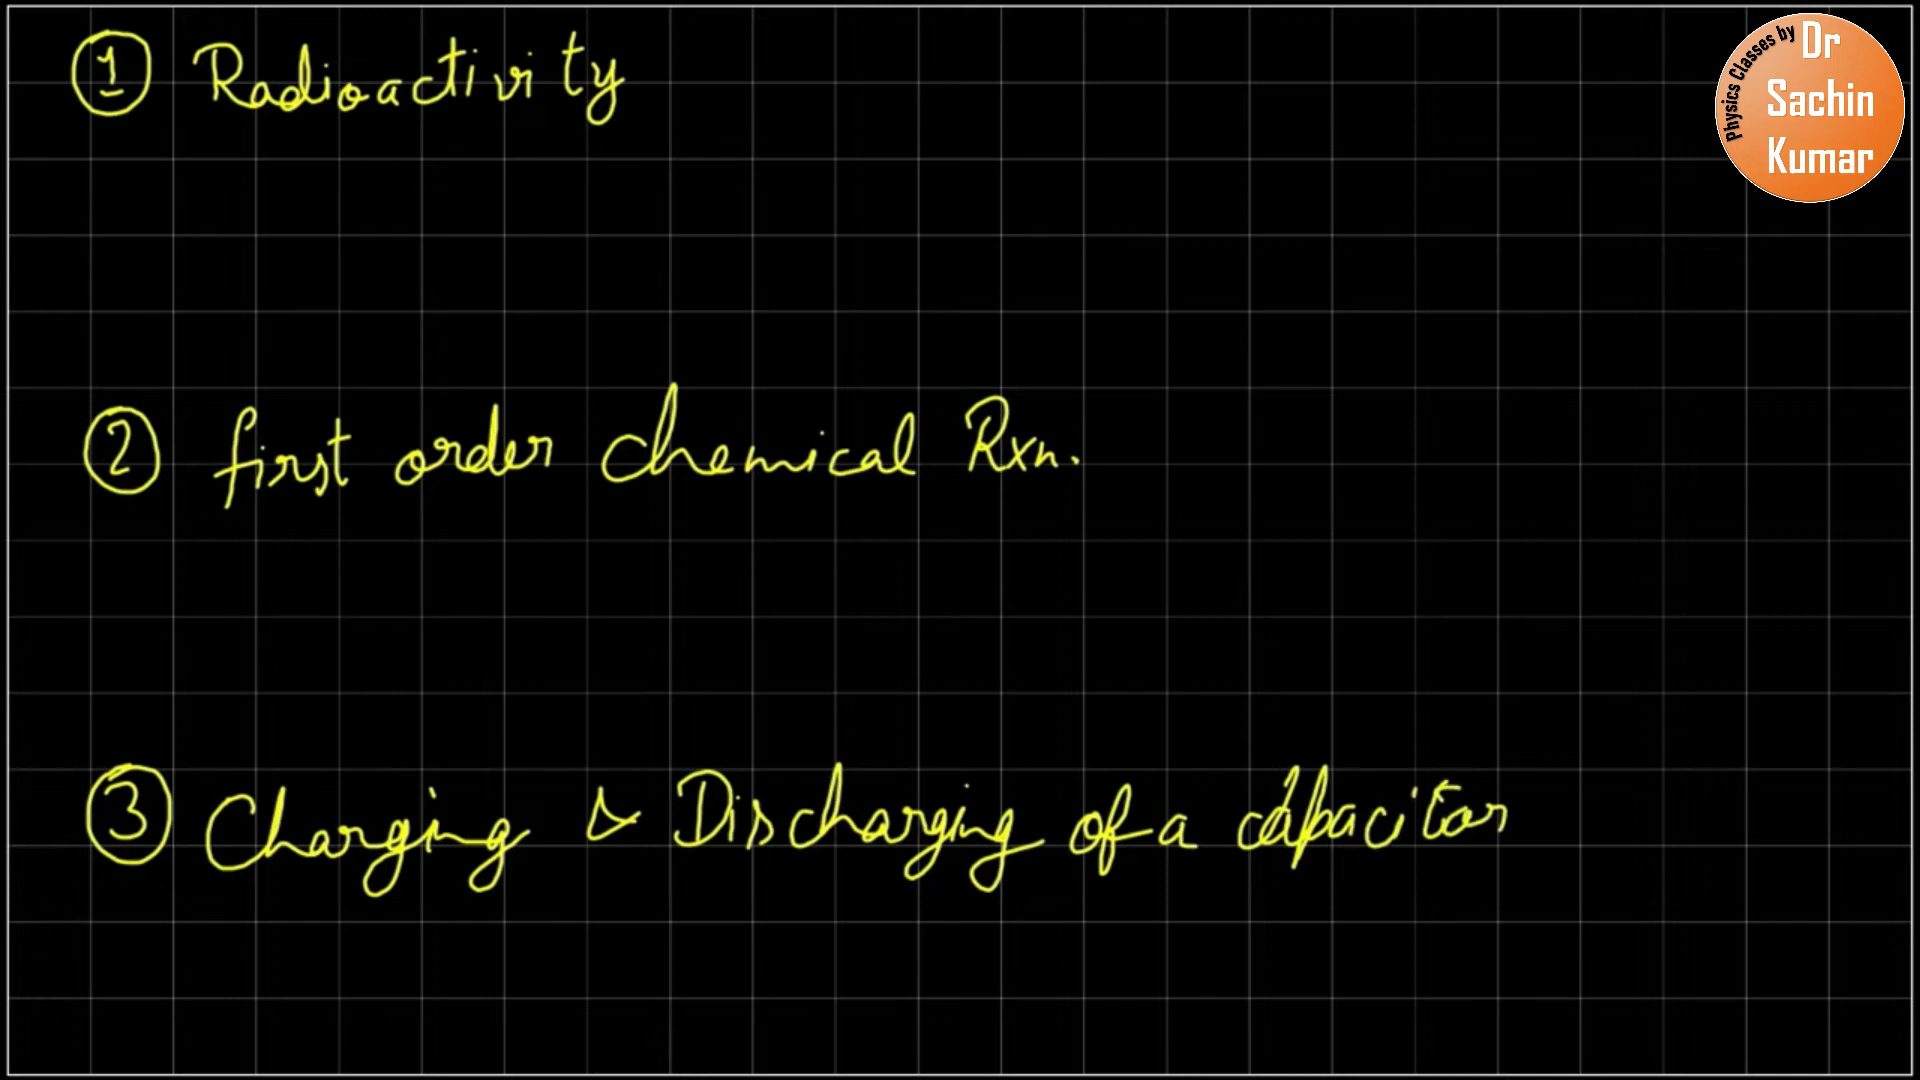 ① Radioactivity
② first order chemical Rxn.
③ Charging & Discharging of a capacitor
Physics Classes by
Dr
Sachin
Kumar